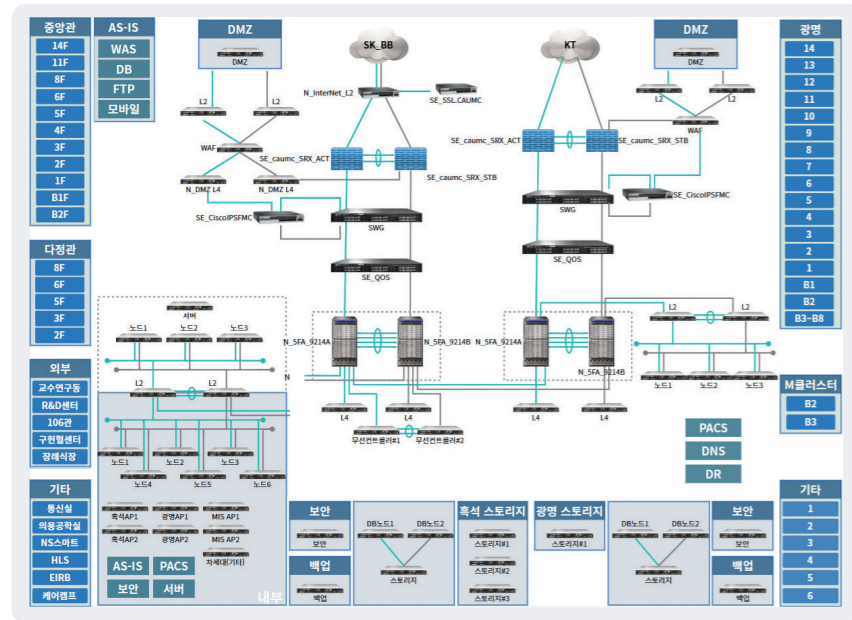 중앙관
14F
11F
8F
6F
5F
4F
3F
2F
1F
B1F
B2F
AS-IS
WAS
DB
FTP
모바일
DMZ
DMZ
L2
L2
WAF
N_DMZ L4
N_DMZ L4
SE_CiscoIPSFMC
SK_BB
N_InterNet_L2
SE_SSL.CAUMC
SE_caumc_SRX_ACT
SE_caumc_SRX_STB
SWG
SE_QOS
N_5FA_9214A
N_5FA_9214B
L4
L4
무선컨트롤러#1
무선컨트롤러#2
KT
SE_caumc_SRX_ACT
SE_caumc_SRX_STB
SWG
SE_CiscoIPSFMC
SE_QOS
N_5FA_9214A
N_5FA_9214B
L4
L4
DMZ
DMZ
L2
L2
WAF
L2
L2
노드1
노드2
노드3
광명
14
13
12
11
10
9
8
7
6
5
4
3
2
1
B1
B2
B3~B8
다정관
8F
6F
5F
3F
2F
외부
교수연구동
R&D센터
106관
구헌혈센터
장례식장
기타
통신실
의용공학실
NS스마트
HLS
EIRB
케어캠프
서버
노드1
노드2
노드3
N
L2
L2
노드1
노드2
노드3
노드4
노드5
노드6
흑석AP1
광명AP1
MIS AP1
흑석AP2
광명AP2
MIS AP2
차세대(기타)
AS-IS
PACS
보안
서버
내부
보안
보안
백업
백업
DB노드1
DB노드2
스토리지
흑석 스토리지
스토리지#1
스토리지#2
스토리지#3
광명 스토리지
스토리지#1
DB노드1
DB노드2
스토리지
보안
보안
백업
백업
PACS
DNS
DR
M클러스터
B2
B3
기타
1
2
3
4
5
6